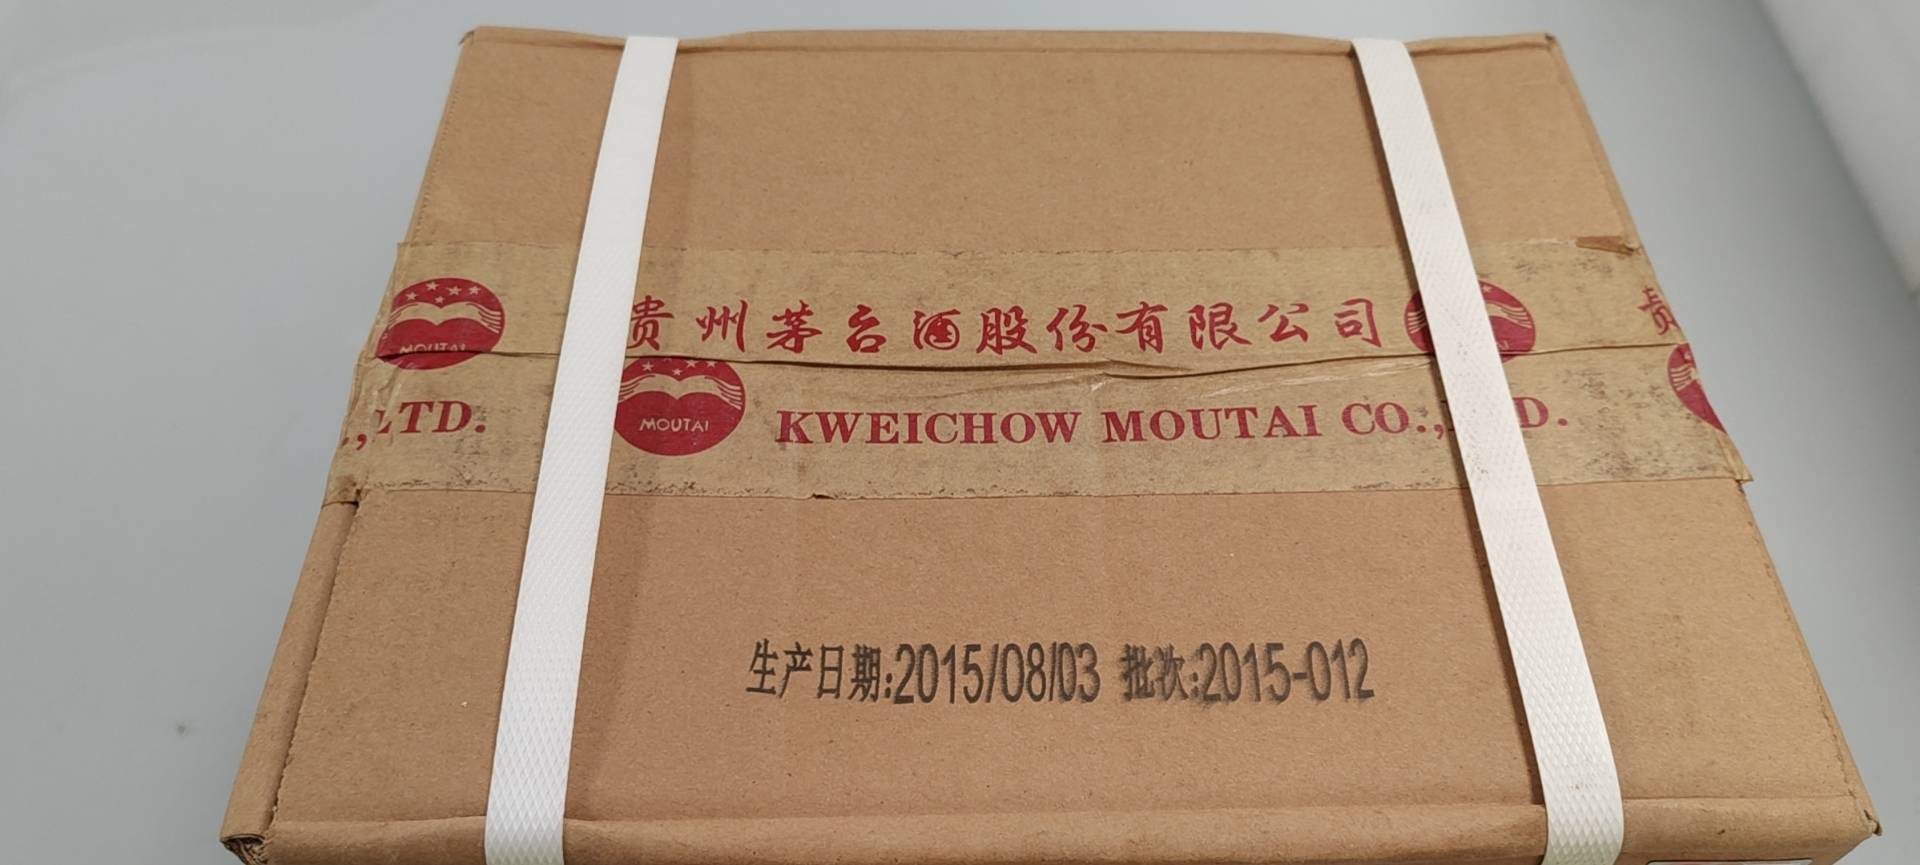 MOUTAI
贵州茅台酒股份有限公司
贵
.,LTD.
MOUTAI
KWEICHOW MOUTAI CO.,
D.
生产日期:2015/08/03 批次:2015-012